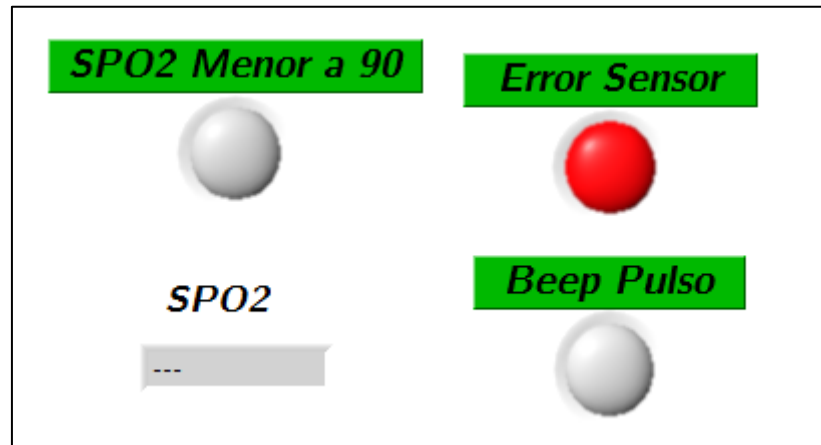 SPO2 Menor a 90
Error Sensor
SPO2
---
Beep Pulso